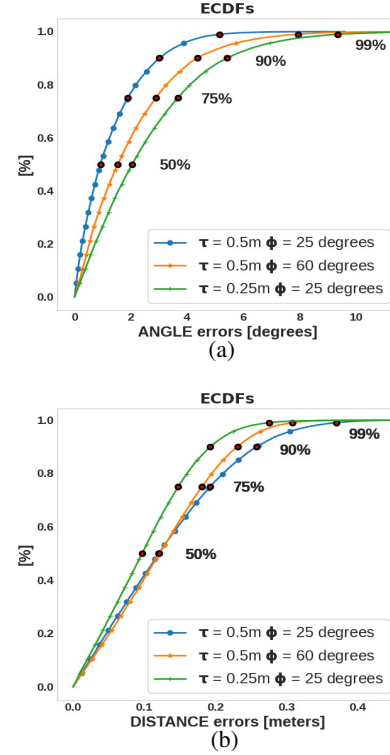 ECDFs
1.0
0.8
0.6
0.4
0.2
0.0
[%]
99%
90%
75%
50%
τ = 0.5m ϕ = 25 degrees
τ = 0.5m ϕ = 60 degrees
τ = 0.25m ϕ = 25 degrees
0 2 4 6 8 10
ANGLE errors [degrees]
(a)
ECDFs
1.0
0.8
0.6
0.4
0.2
0.0
[%]
99%
90%
75%
50%
τ = 0.5m ϕ = 25 degrees
τ = 0.5m ϕ = 60 degrees
τ = 0.25m ϕ = 25 degrees
0.0 0.1 0.2 0.3 0.4
DISTANCE errors [meters]
(b)